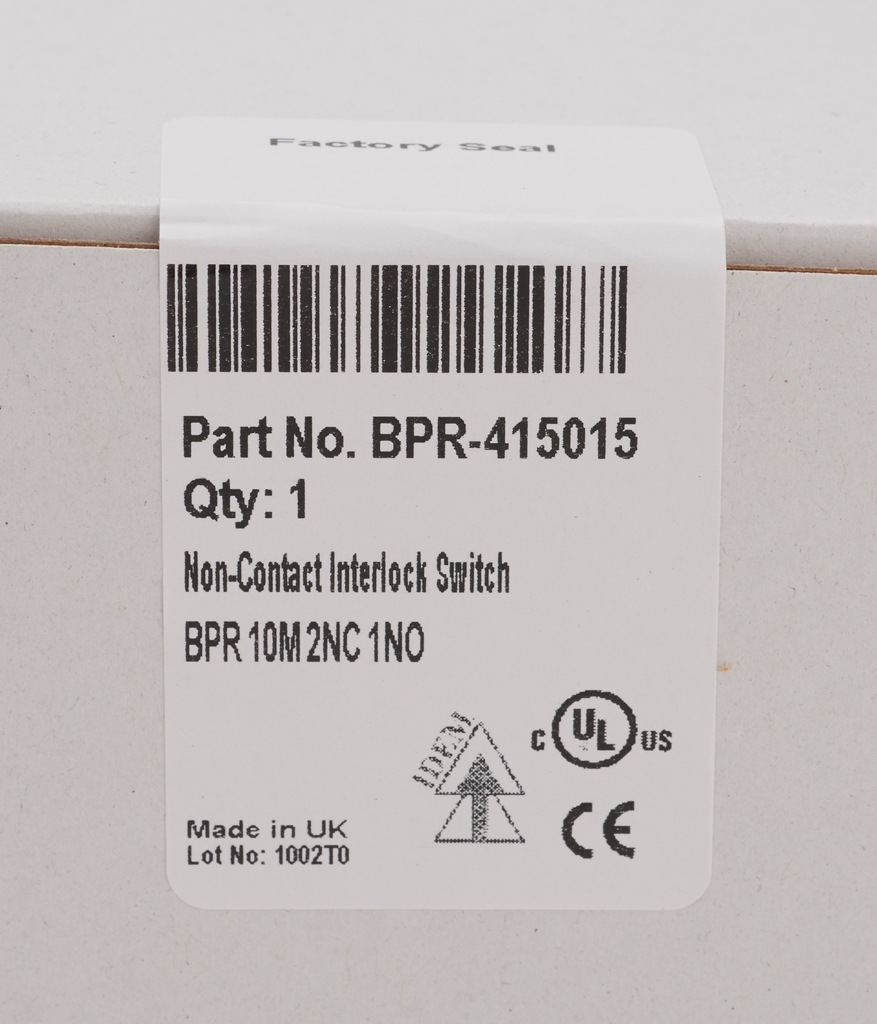 Factory Seal
Part No. BPR-415015
Qty: 1
Non-Contact Interlock Switch
BPR 10M 2NC 1NO
IDEM
C UL US
CE
Made in UK
Lot No: 1002T0